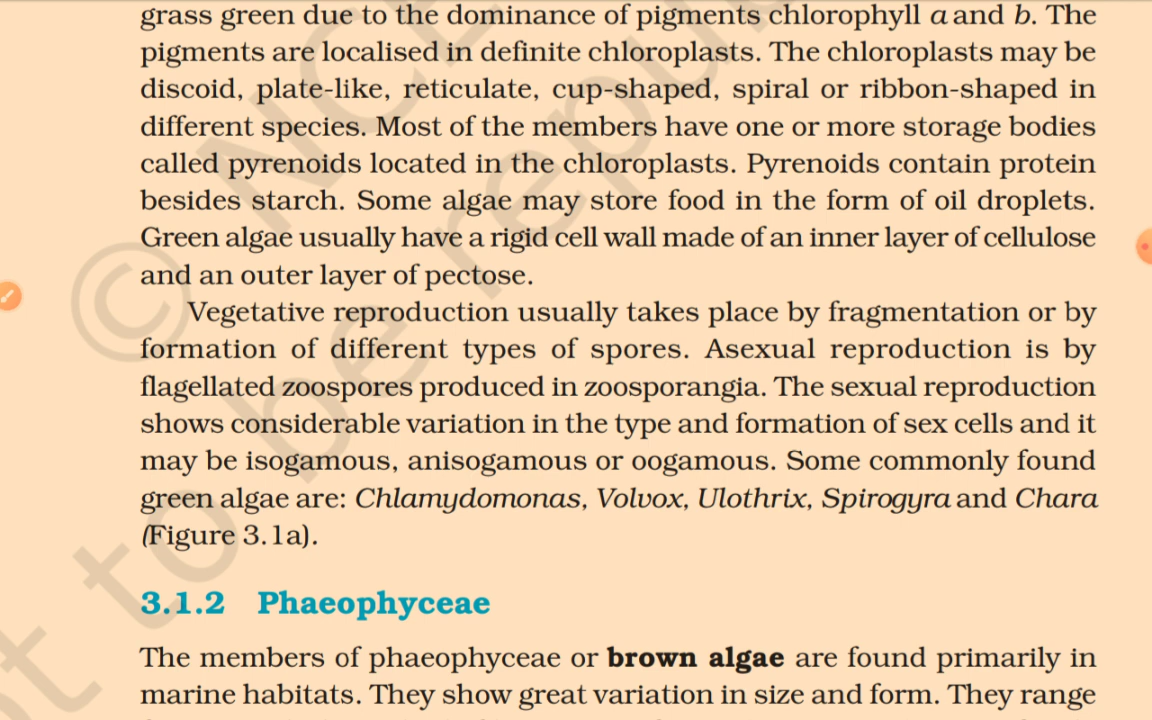 grass green due to the dominance of pigments chlorophyll a and b. The
pigments are localised in definite chloroplasts. The chloroplasts may be
discoid, plate-like, reticulate, cup-shaped, spiral or ribbon-shaped in
different species. Most of the members have one or more storage bodies
called pyrenoids located in the chloroplasts. Pyrenoids contain protein
besides starch. Some algae may store food in the form of oil droplets.
Green algae usually have a rigid cell wall made of an inner layer of cellulose
and an outer layer of pectose.
Vegetative reproduction usually takes place by fragmentation or by
formation of different types of spores. Asexual reproduction is by
flagellated zoospores produced in zoosporangia. The sexual reproduction
shows considerable variation in the type and formation of sex cells and it
may be isogamous, anisogamous or oogamous. Some commonly found
green algae are: Chlamydomonas, Volvox, Ulothrix, Spirogyra and Chara
(Figure 3.1a).
3.1.2 Phaeophyceae
The members of phaeophyceae or brown algae are found primarily in
marine habitats. They show great variation in size and form. They range